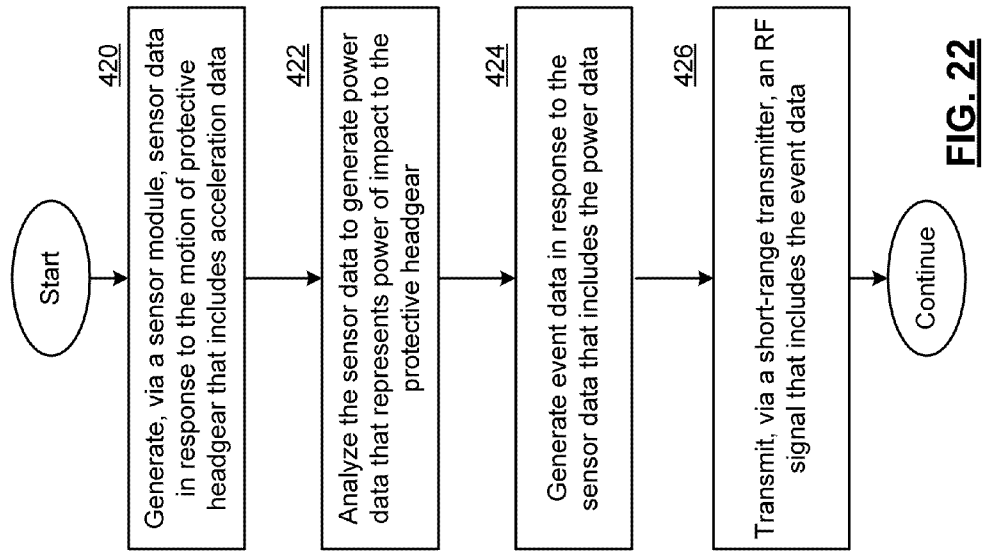 Start
420
Generate, via a sensor module, sensor data
in response to the motion of protective
headgear that includes acceleration data
422
Analyze the sensor data to generate power
data that represents power of impact to the
protective headgear
424
Generate event data in response to the
sensor data that includes the power data
426
Transmit, via a short-range transmitter, an RF
signal that includes the event data
Continue
FIG. 22